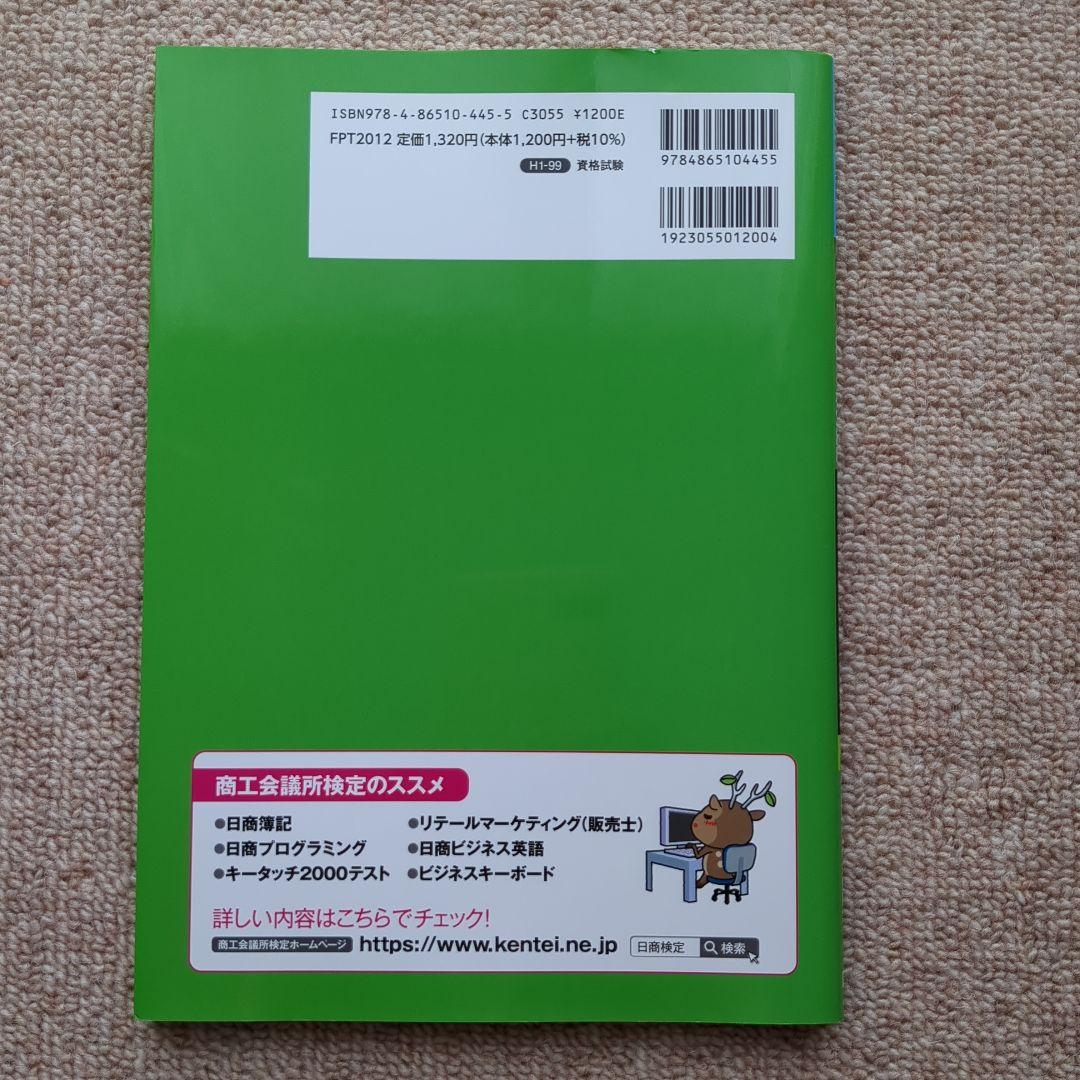 ISBN978-4-86510-445-5 C3055 ¥1200E
FPT2012 定価1,320円(本体1,200円+税10%)
H1-99 資格試験
9784865104455
1923055012004
商工会議所検定のススメ
●日商簿記
●リテールマーケティング(販売士)
●日商プログラミング
●日商ビジネス英語
●キータッチ2000テスト
●ビジネスキーボード
詳しい内容はこちらでチェック!
商工会議所検定ホームページ https://www.kentei.ne.jp 日商検定 検索